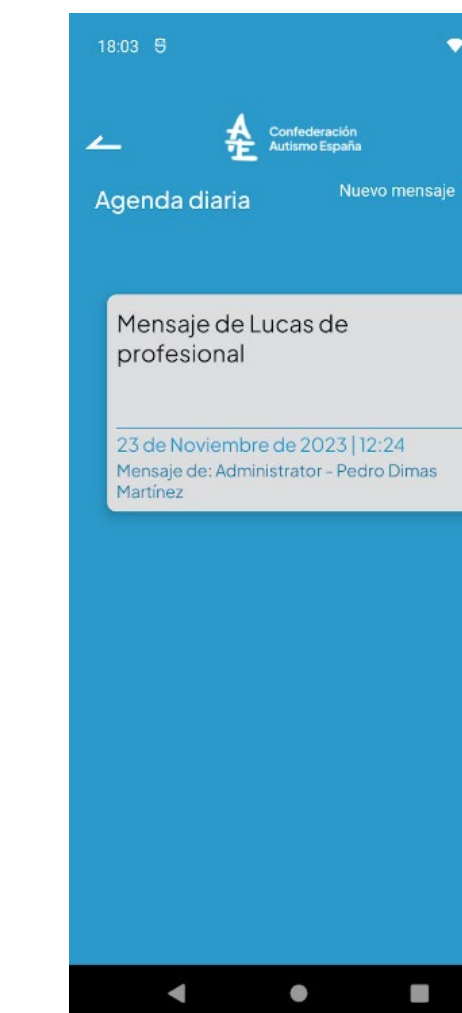 18:03
Confederación
Autismo España
Agenda diaria
Nuevo mensaje
Mensaje de Lucas de
profesional
23 de Noviembre de 2023 | 12:24
Mensaje de: Administrator - Pedro Dimas
Martínez